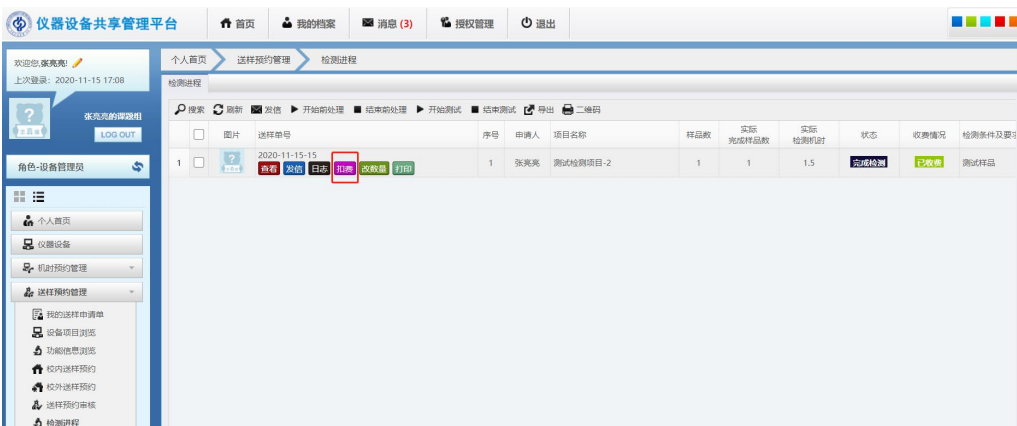 仪器设备共享管理平台 首页 我的档案 消息 (3) 授权管理 退出
欢迎您,张亮亮!
上次登录: 2020-11-15 17:08
张亮亮的课题组
LOG OUT
角色-设备管理员
个人首页
仪器设备
机时预约管理
送样预约管理
我的送样申请单
设备项目浏览
功能信息浏览
校内送样预约
校外送样预约
送样预约审核
检测进程
个人首页 送样预约管理 检测进程
检测进程
搜索 刷新 发信 开始前处理 结束前处理 开始测试 结束测试 导出 二维码
图片 送样单号 序号 申请人 项目名称 样品数 实际完成样品数 实际检测机时 状态 收费情况 检测条件及要求
1 2020-11-15-15 1 张亮亮 测试检测项目-2 1 1 1.5 完成检测 已收费 测试样品
查看 发信 日志 扣费 改数量 打印